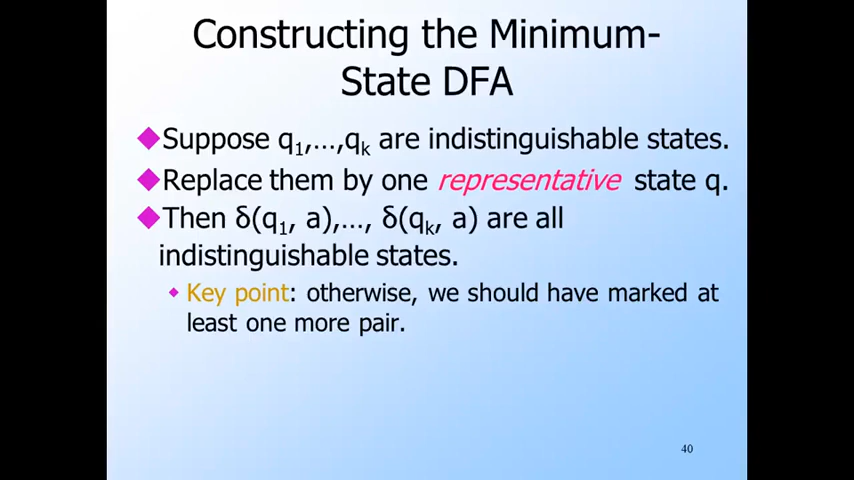 Constructing the Minimum-
State DFA
◆Suppose q₁,…,qₖ are indistinguishable states.
◆Replace them by one representative state q.
◆Then δ(q₁, a),…, δ(qₖ, a) are all
indistinguishable states.
◆ Key point: otherwise, we should have marked at
least one more pair.
40